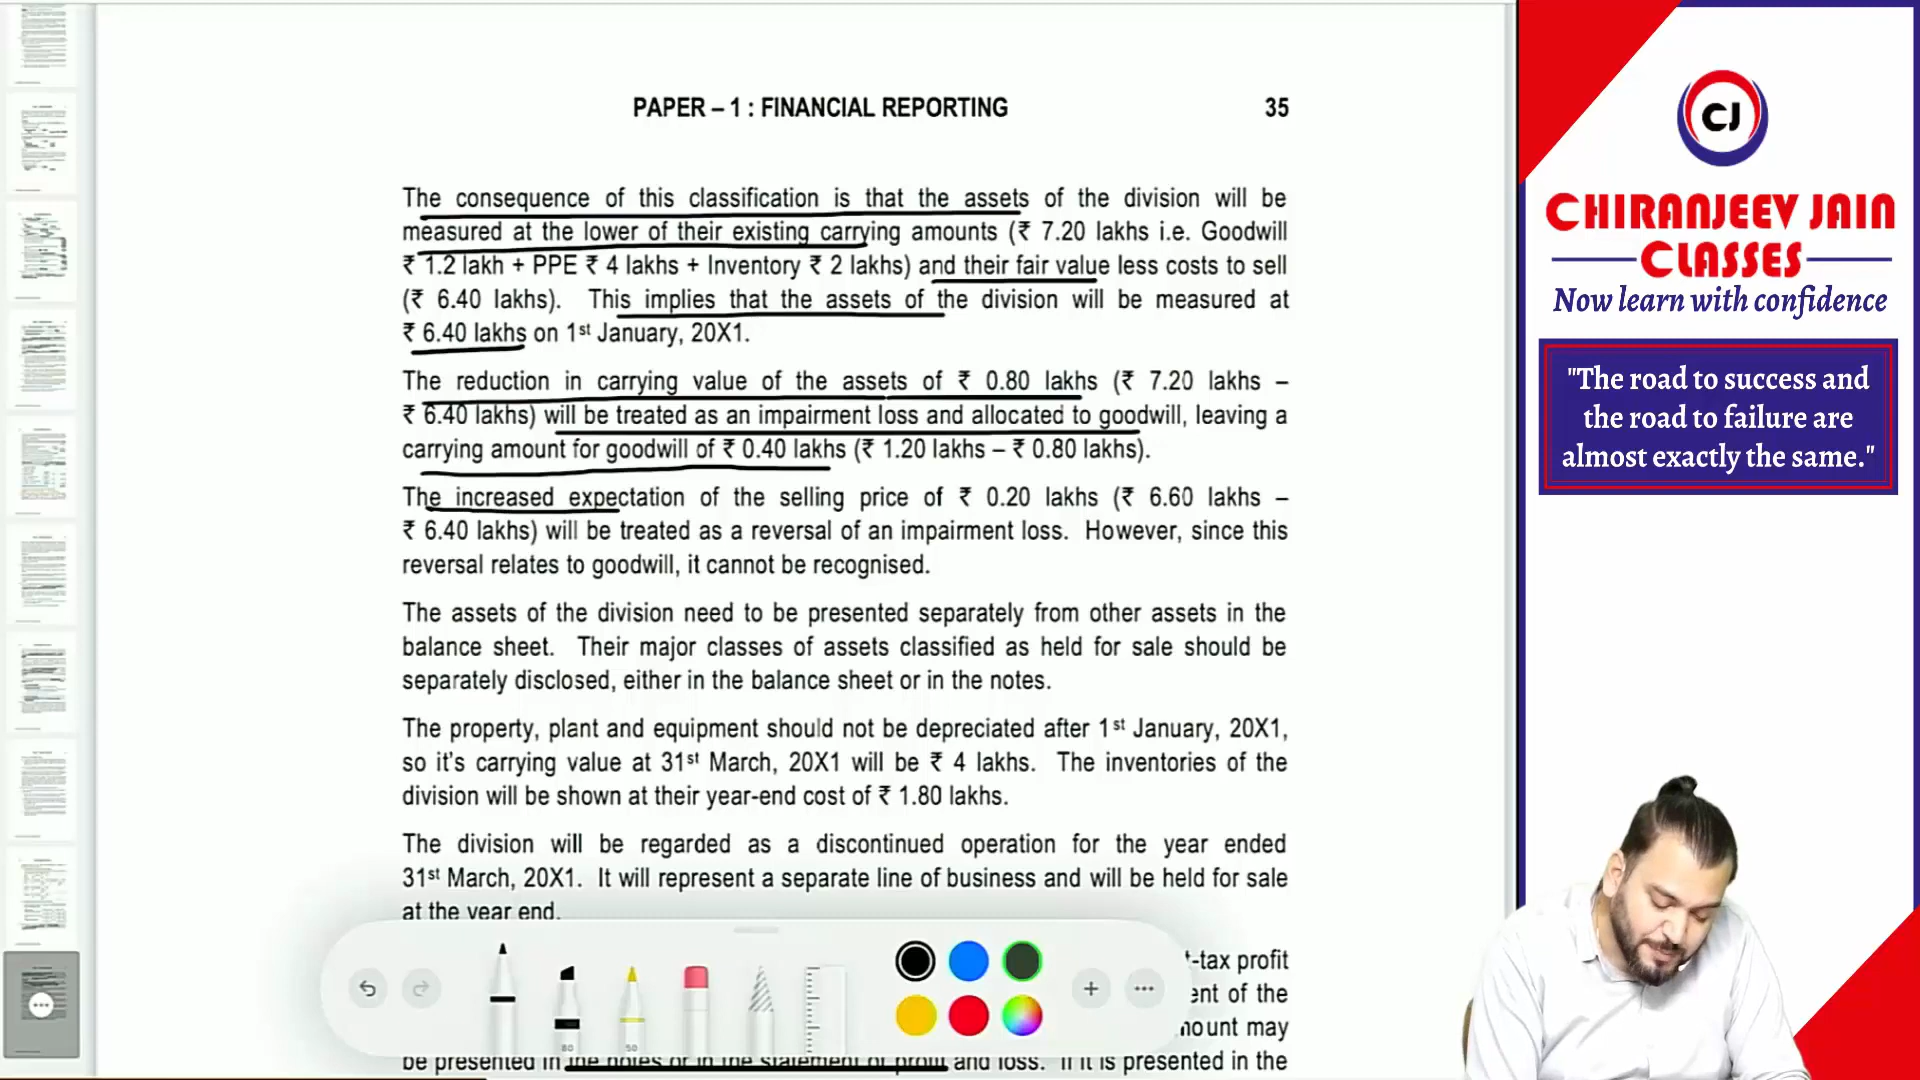 PAPER – 1 : FINANCIAL REPORTING 35
The consequence of this classification is that the assets of the division will be
measured at the lower of their existing carrying amounts (₹ 7.20 lakhs i.e. Goodwill
₹ 1.2 lakh + PPE ₹ 4 lakhs + Inventory ₹ 2 lakhs) and their fair value less costs to sell
(₹ 6.40 lakhs). This implies that the assets of the division will be measured at
₹ 6.40 lakhs on 1st January, 20X1.
The reduction in carrying value of the assets of ₹ 0.80 lakhs (₹ 7.20 lakhs –
₹ 6.40 lakhs) will be treated as an impairment loss and allocated to goodwill, leaving a
carrying amount for goodwill of ₹ 0.40 lakhs (₹ 1.20 lakhs – ₹ 0.80 lakhs).
The increased expectation of the selling price of ₹ 0.20 lakhs (₹ 6.60 lakhs –
₹ 6.40 lakhs) will be treated as a reversal of an impairment loss. However, since this
reversal relates to goodwill, it cannot be recognised.
The assets of the division need to be presented separately from other assets in the
balance sheet. Their major classes of assets classified as held for sale should be
separately disclosed, either in the balance sheet or in the notes.
The property, plant and equipment should not be depreciated after 1st January, 20X1,
so it's carrying value at 31st March, 20X1 will be ₹ 4 lakhs. The inventories of the
division will be shown at their year-end cost of ₹ 1.80 lakhs.
The division will be regarded as a discontinued operation for the year ended
31st March, 20X1. It will represent a separate line of business and will be held for sale
at the year end.
t-tax profit
ent of the
nount may
be presented in the notes or in the statement of profit and loss. If it is presented in the
80
50
CJ
CHIRANJEEV JAIN
CLASSES
Now learn with confidence
"The road to success and
the road to failure are
almost exactly the same."